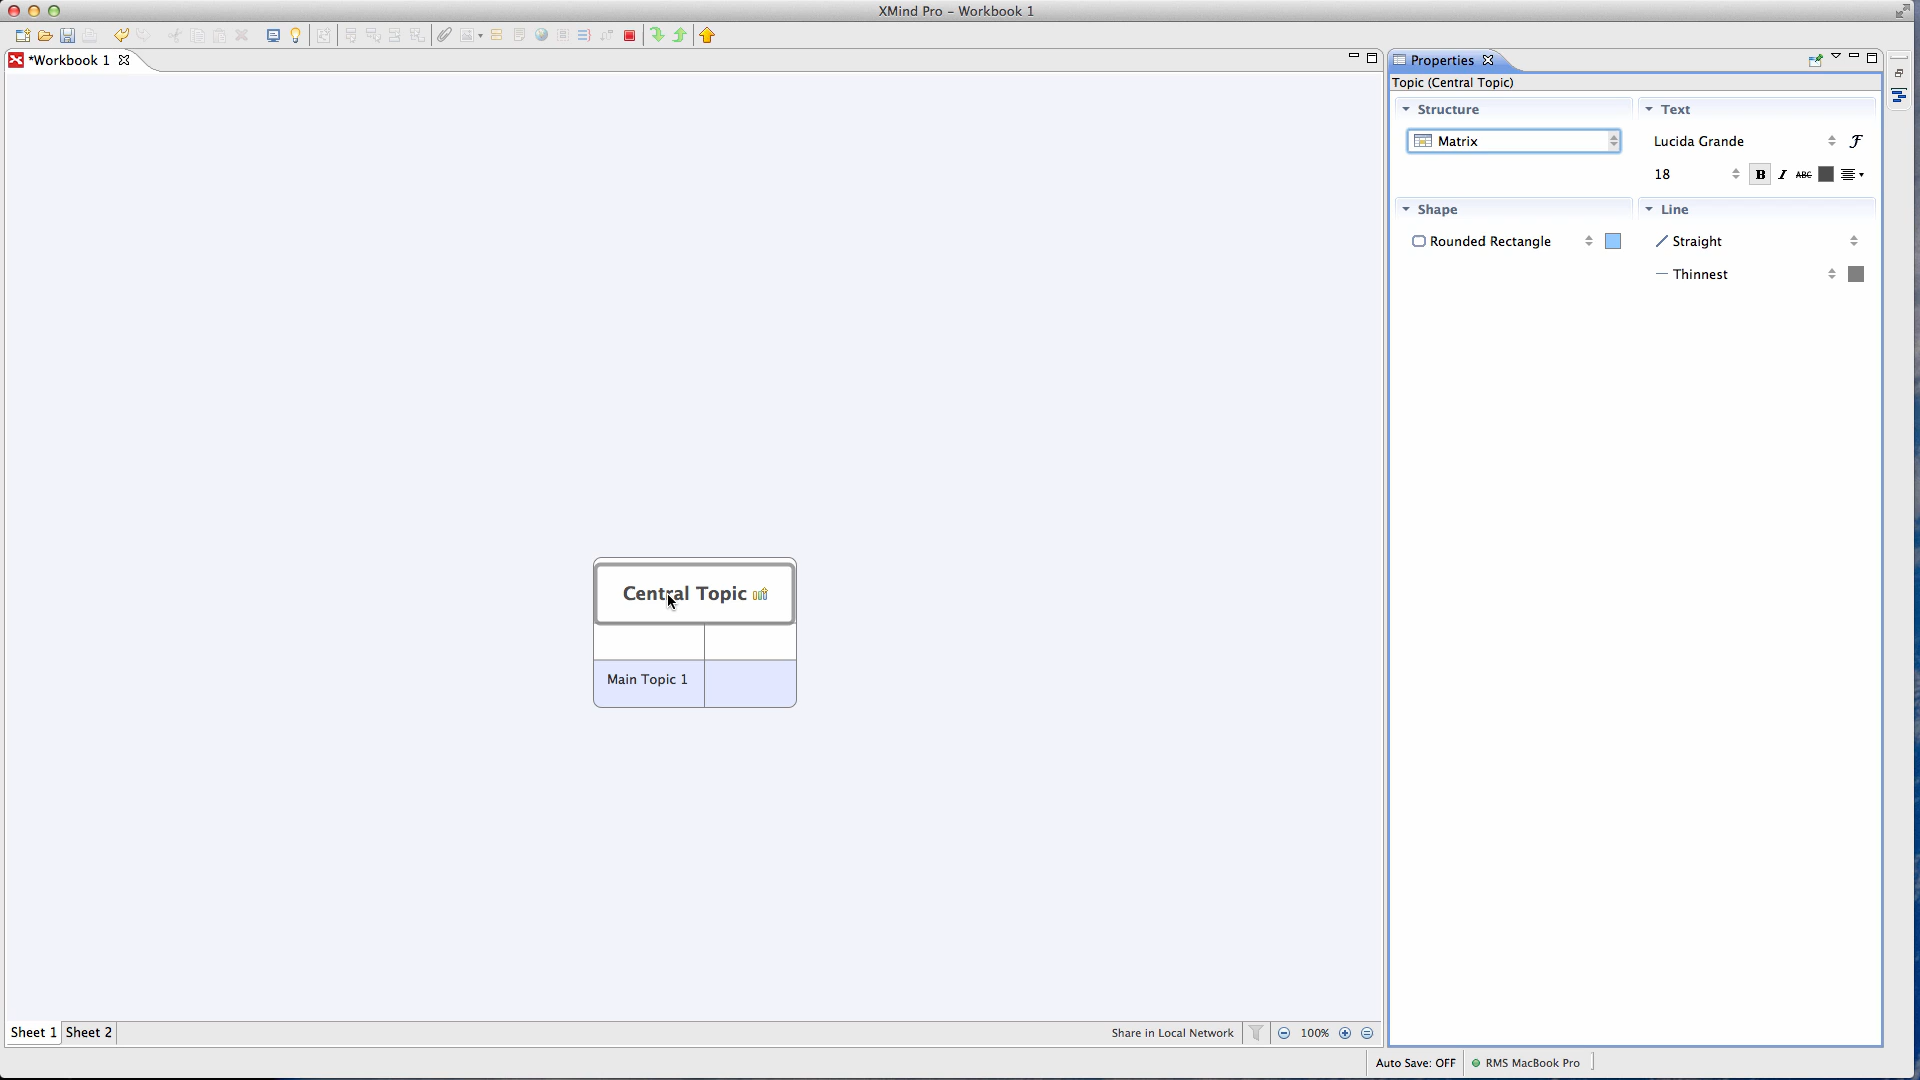 XMind Pro – Workbook 1
*Workbook 1
Properties
Topic (Central Topic)
Structure
Text
Matrix
Lucida Grande
18
B I ABC
Shape
Line
Rounded Rectangle
Straight
Thinnest
Central Topic
Main Topic 1
Sheet 1 Sheet 2
Share in Local Network
100%
Auto Save: OFF
RMS MacBook Pro